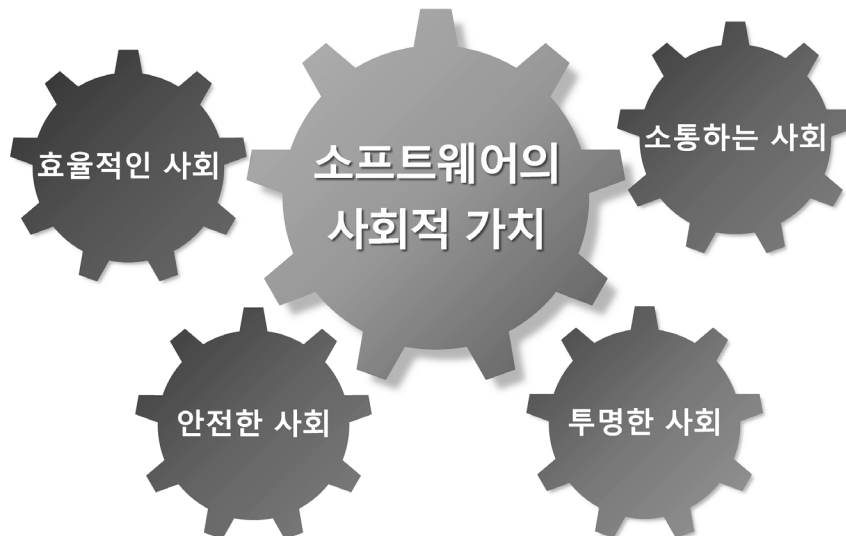 효율적인 사회
소프트웨어의
사회적 가치
소통하는 사회
안전한 사회
투명한 사회